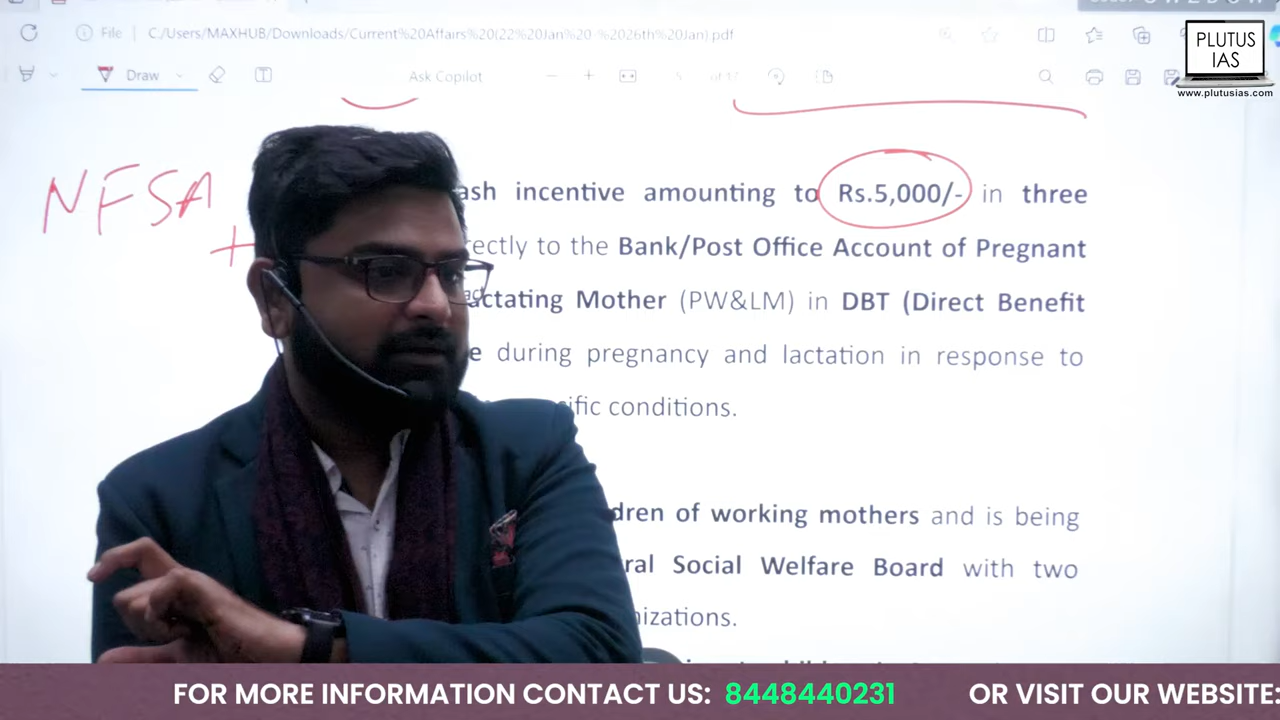 File C:/Users/MAXHUB/Downloads/Current%20Affairs%20(22%20Jan%20-%2026th%20Jan).pdf
PLUTUS
IAS
www.plutusias.com
Draw
Ask Copilot
5
NFSA
+
ash incentive amounting to Rs.5,000/- in three
rectly to the Bank/Post Office Account of Pregnant
actating Mother (PW&LM) in DBT (Direct Benefit
e during pregnancy and lactation in response to
ific conditions.
dren of working mothers and is being
ral Social Welfare Board with two
nizations.
FOR MORE INFORMATION CONTACT US: 8448440231 OR VISIT OUR WEBSITE: